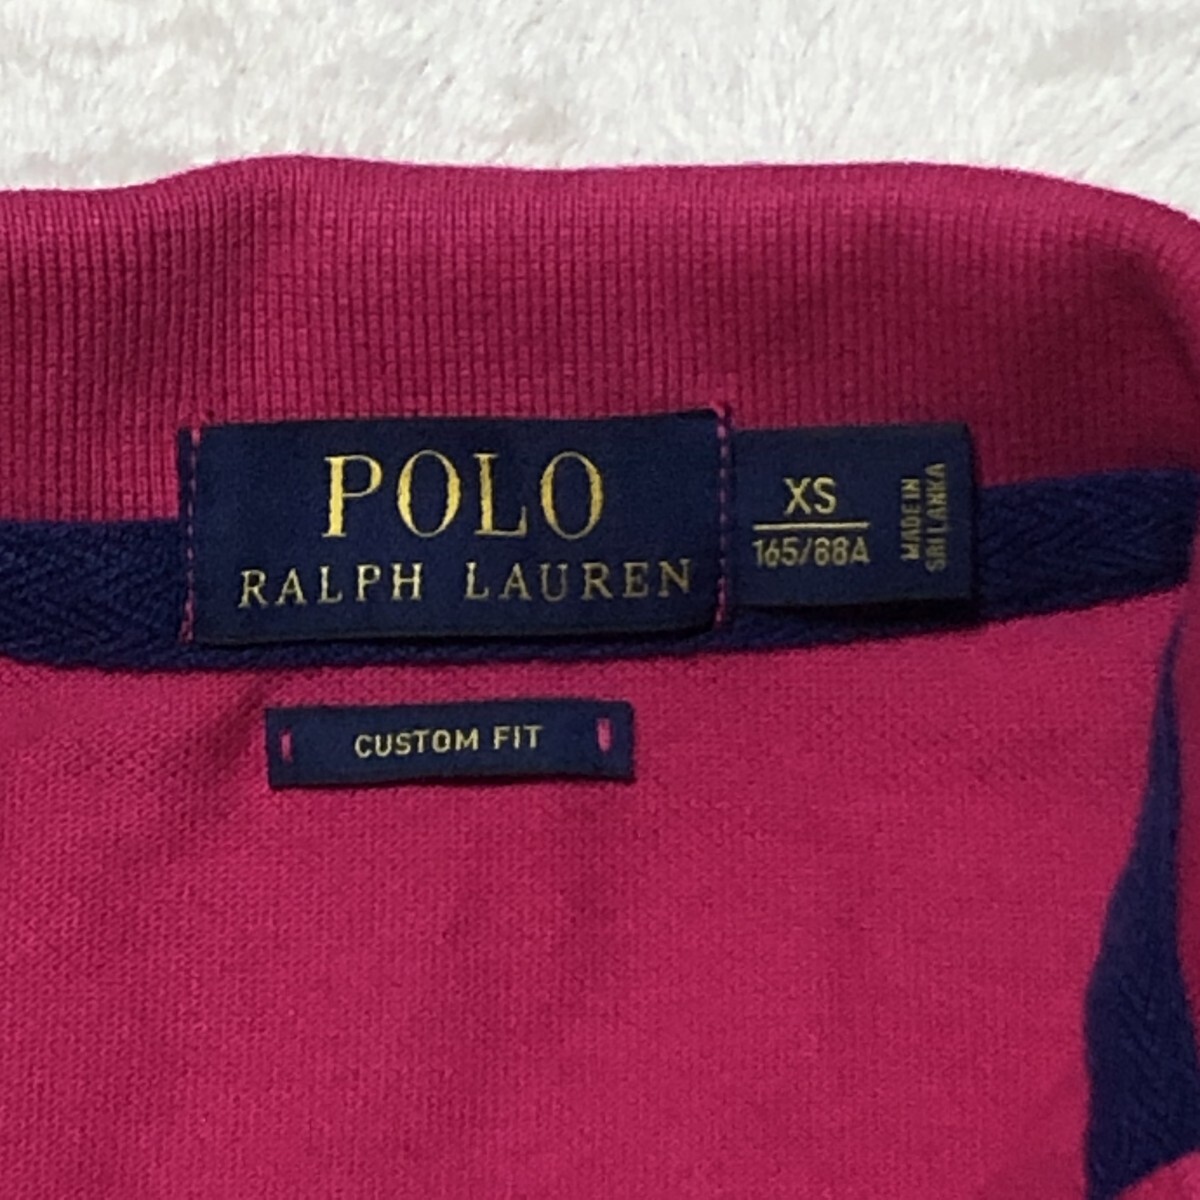 POLO
RALPH LAUREN
XS
165/88A
MADE IN
SRI LANKA
CUSTOM FIT